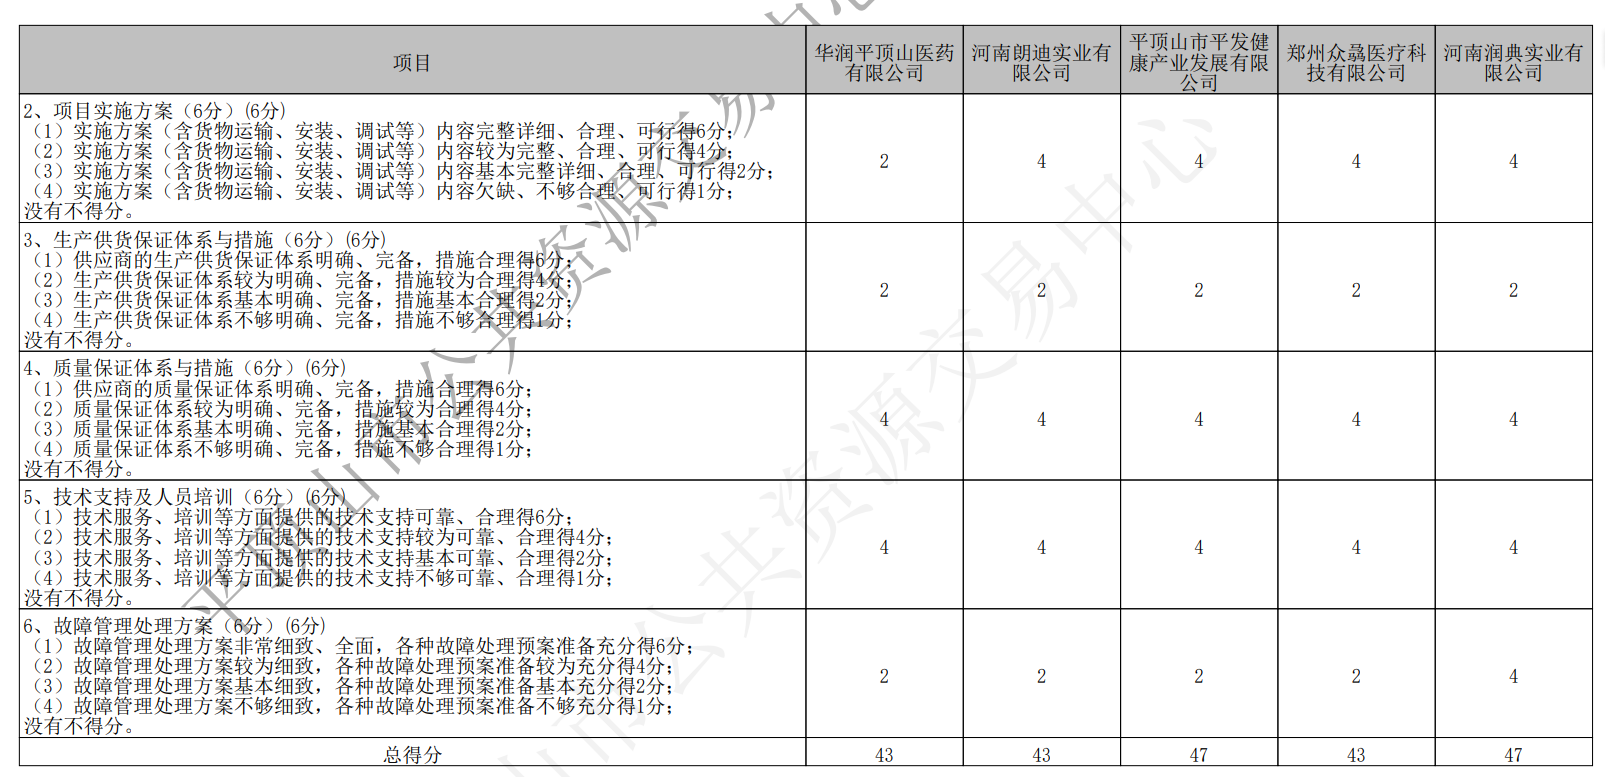 项目
华润平顶山医药
有限公司
河南朗迪实业有
限公司
平顶山市平发健
康产业发展有限
公司
郑州众骉医疗科
技有限公司
河南润典实业有
限公司
2、项目实施方案（6分）(6分)
（1）实施方案（含货物运输、安装、调试等）内容完整详细、合理、可行得6分；
（2）实施方案（含货物运输、安装、调试等）内容较为完整、合理、可行得4分；
（3）实施方案（含货物运输、安装、调试等）内容基本完整详细、合理、可行得2分；
（4）实施方案（含货物运输、安装、调试等）内容欠缺、不够合理、可行得1分；
没有不得分。
2 4 4 4 4
3、生产供货保证体系与措施（6分）(6分)
（1）供应商的生产供货保证体系明确、完备，措施合理得6分；
（2）生产供货保证体系较为明确、完备，措施较为合理得4分；
（3）生产供货保证体系基本明确、完备，措施基本合理得2分；
（4）生产供货保证体系不够明确、完备，措施不够合理得1分；
没有不得分。
2 2 2 2 2
4、质量保证体系与措施（6分）(6分)
（1）供应商的质量保证体系明确、完备，措施合理得6分；
（2）质量保证体系较为明确、完备，措施较为合理得4分；
（3）质量保证体系基本明确、完备，措施基本合理得2分；
（4）质量保证体系不够明确、完备，措施不够合理得1分；
没有不得分。
4 4 4 4 4
5、技术支持及人员培训（6分）(6分)
（1）技术服务、培训等方面提供的技术支持可靠、合理得6分；
（2）技术服务、培训等方面提供的技术支持较为可靠、合理得4分；
（3）技术服务、培训等方面提供的技术支持基本可靠、合理得2分；
（4）技术服务、培训等方面提供的技术支持不够可靠、合理得1分；
没有不得分。
4 4 4 4 4
6、故障管理处理方案（6分）(6分)
（1）故障管理处理方案非常细致、全面，各种故障处理预案准备充分得6分；
（2）故障管理处理方案较为细致，各种故障处理预案准备较为充分得4分；
（3）故障管理处理方案基本细致，各种故障处理预案准备基本充分得2分；
（4）故障管理处理方案不够细致，各种故障处理预案准备不够充分得1分；
没有不得分。
2 2 2 2 4
总得分 43 43 47 43 47
平顶山市公共资源交易中心
山市公共资源交易中心